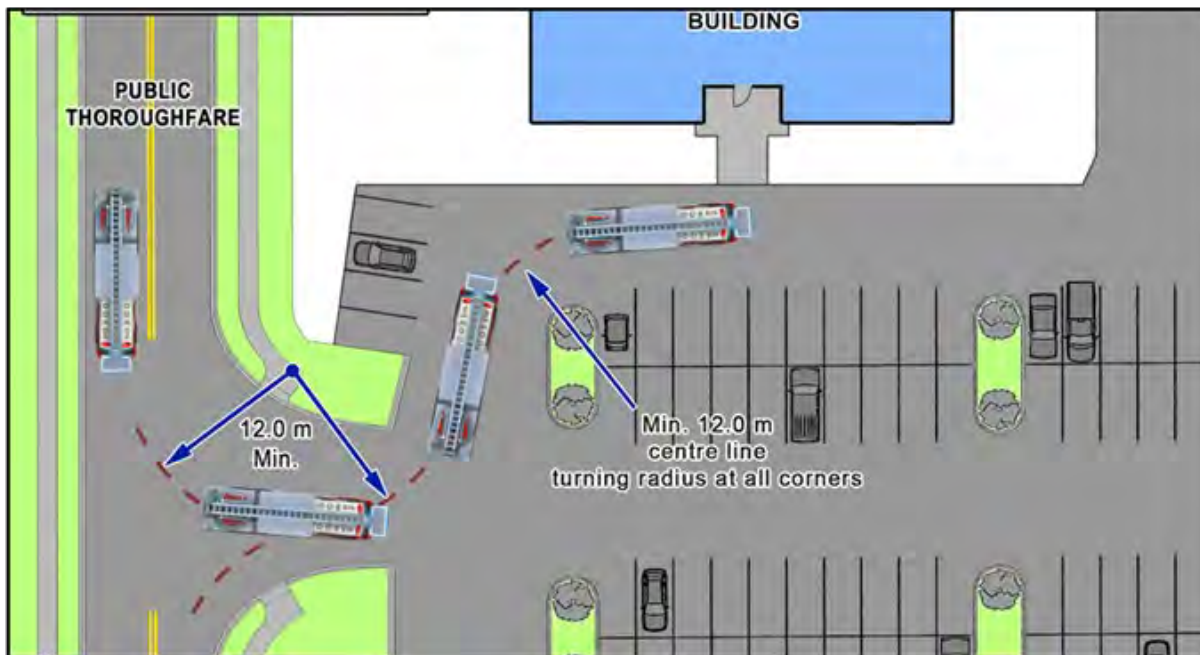 BUILDING
PUBLIC
THOROUGHFARE
12.0 m
Min.
Min. 12.0 m
centre line
turning radius at all corners